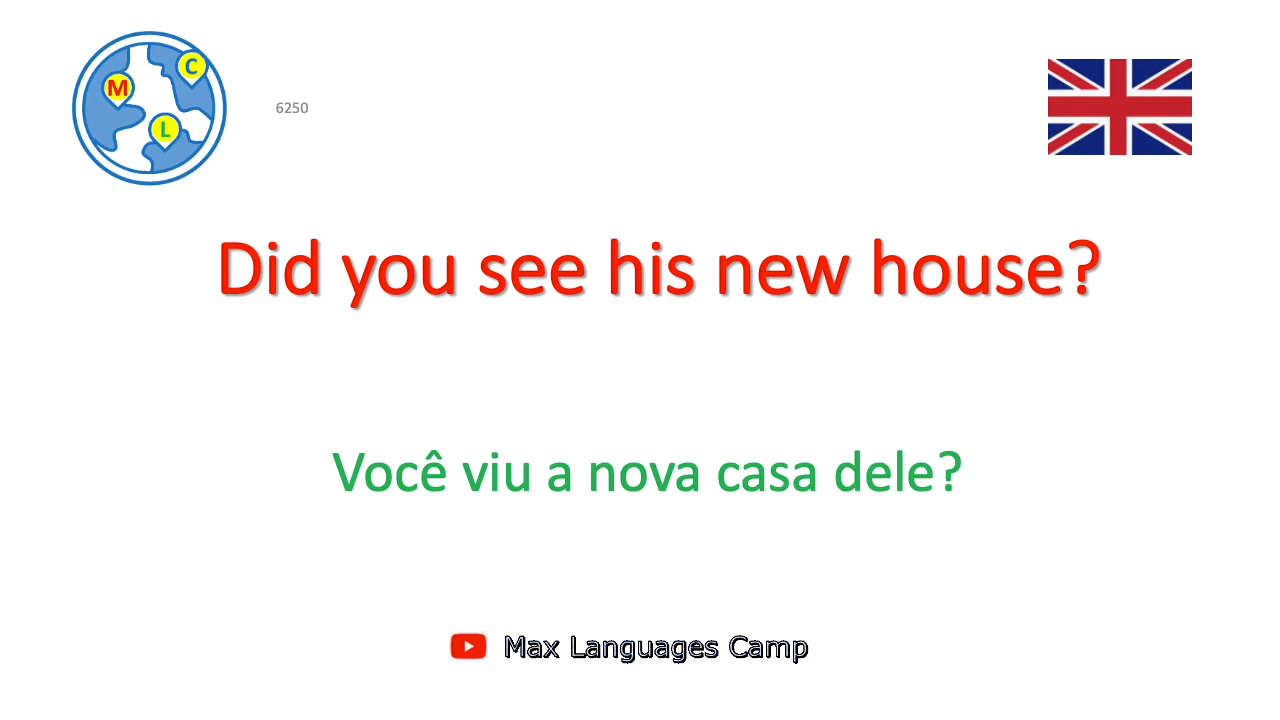 M
C
L
6250
Did you see his new house?
Você viu a nova casa dele?
Max Languages Camp